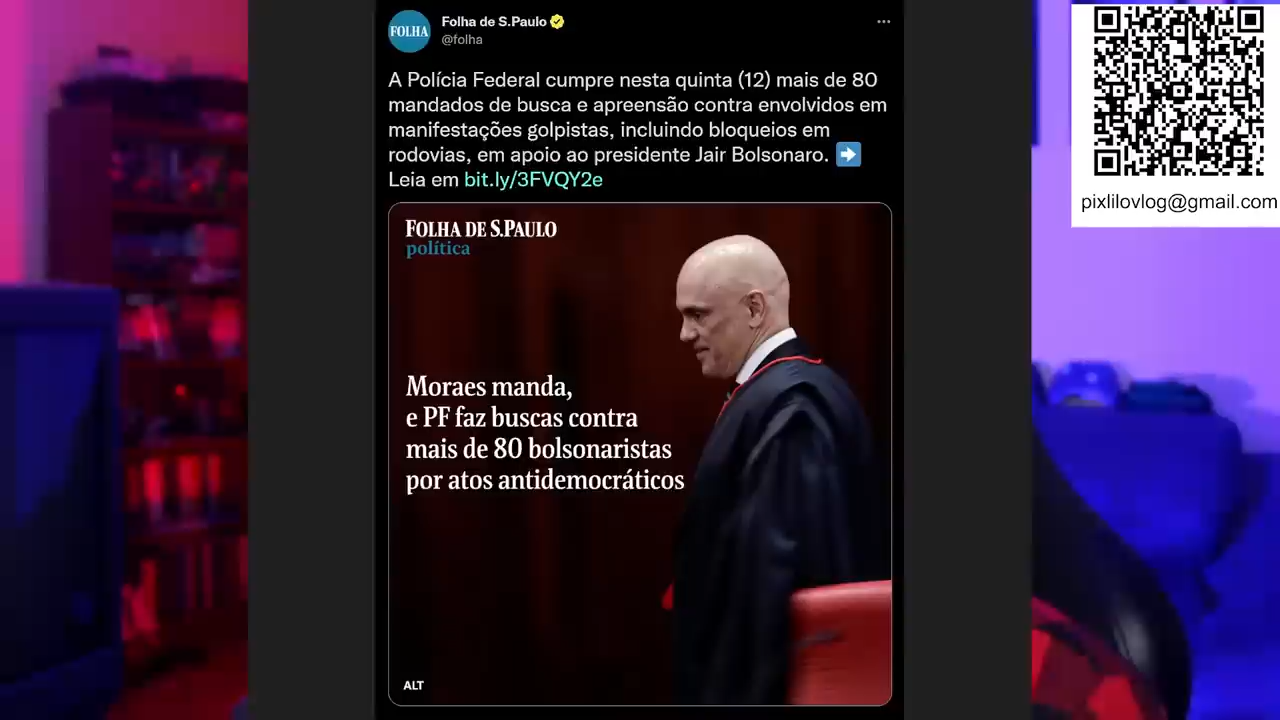 FOLHA
Folha de S.Paulo
@folha
A Polícia Federal cumpre nesta quinta (12) mais de 80
mandados de busca e apreensão contra envolvidos em
manifestações golpistas, incluindo bloqueios em
rodovias, em apoio ao presidente Jair Bolsonaro. ➡
Leia em bit.ly/3FVQY2e
FOLHA DE S.PAULO
política
Moraes manda,
e PF faz buscas contra
mais de 80 bolsonaristas
por atos antidemocráticos
ALT
pixlilovlog@gmail.com